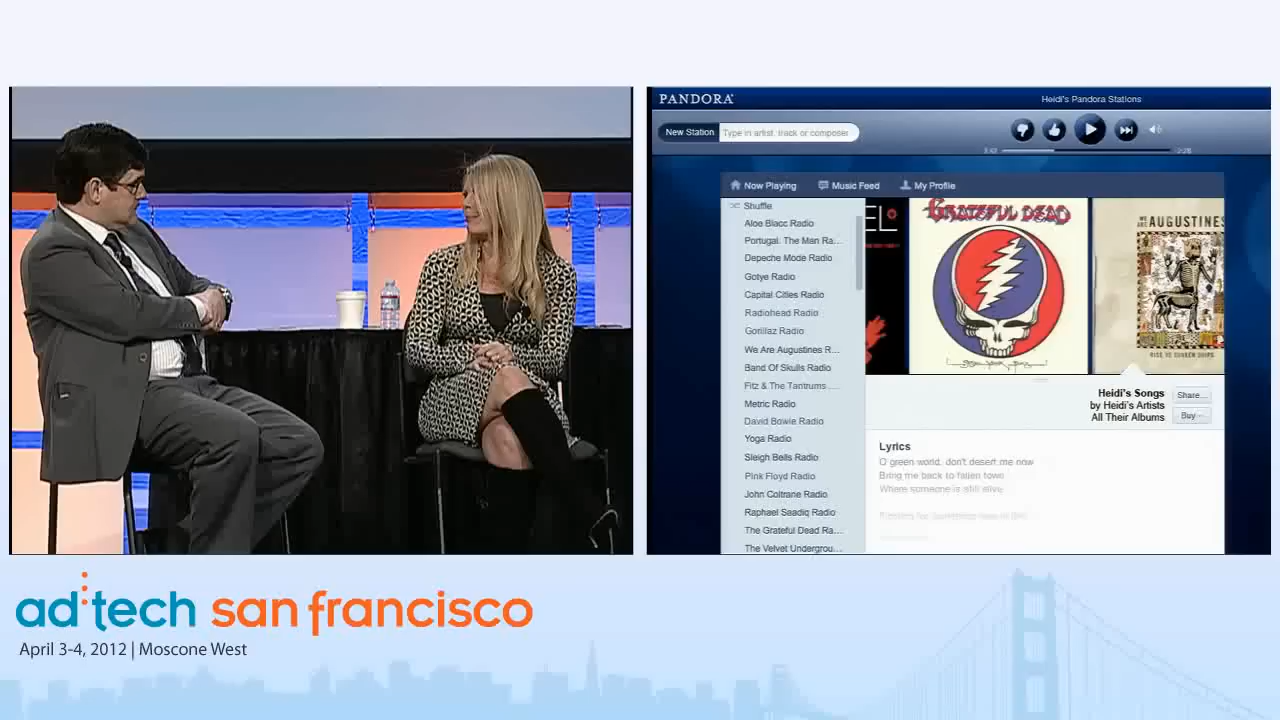 PANDORA
Heidi's Pandora Stations
New Station Type in artist, track or composer
Now Playing Music Feed My Profile
Shuffle
Aloe Blacc Radio
Portugal. The Man Ra...
Depeche Mode Radio
Gotye Radio
Capital Cities Radio
Radiohead Radio
Gorillaz Radio
We Are Augustines R...
Band Of Skulls Radio
Fitz & The Tantrums ...
Metric Radio
David Bowie Radio
Yoga Radio
Sleigh Bells Radio
Pink Floyd Radio
John Coltrane Radio
Raphael Saadiq Radio
The Grateful Dead Ra...
The Velvet Undergrou...
GRATEFUL DEAD
WE ARE AUGUSTINES
RISE YE SUNKEN SHIPS
Heidi's Songs
by Heidi's Artists
All Their Albums
Share...
Buy
Lyrics
O green world, don't desert me now
Bring me back to fallen town
Where someone is still alive
ad:tech san francisco
April 3-4, 2012 | Moscone West